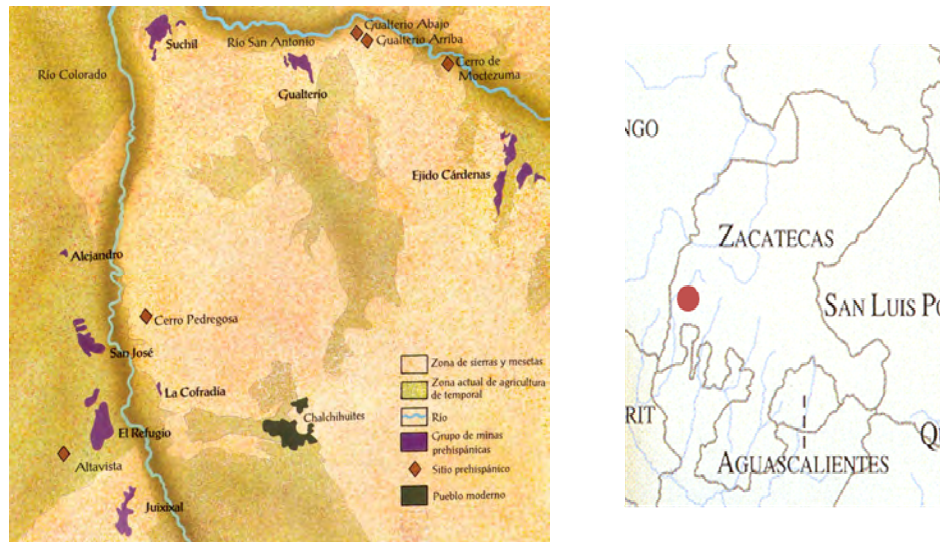 Suchil
Río San Antonio
Gualterio Abajo
Gualterio Arriba
Cerro de
Moctezuma
Río Colorado
Gualterio
Ejido Cárdenas
Alejandro
Cerro Pedregosa
San José
La Cofradía
Chalchihuites
El Refugio
Altavista
Juixixal
Zona de sierras y mesetas
Zona actual de agricultura
de temporal
Río
Grupo de minas
prehispánicas
Sitio prehispánico
Pueblo moderno
NGO
ZACATECAS
SAN LUIS PO
RIT
AGUASCALIENTES
QU